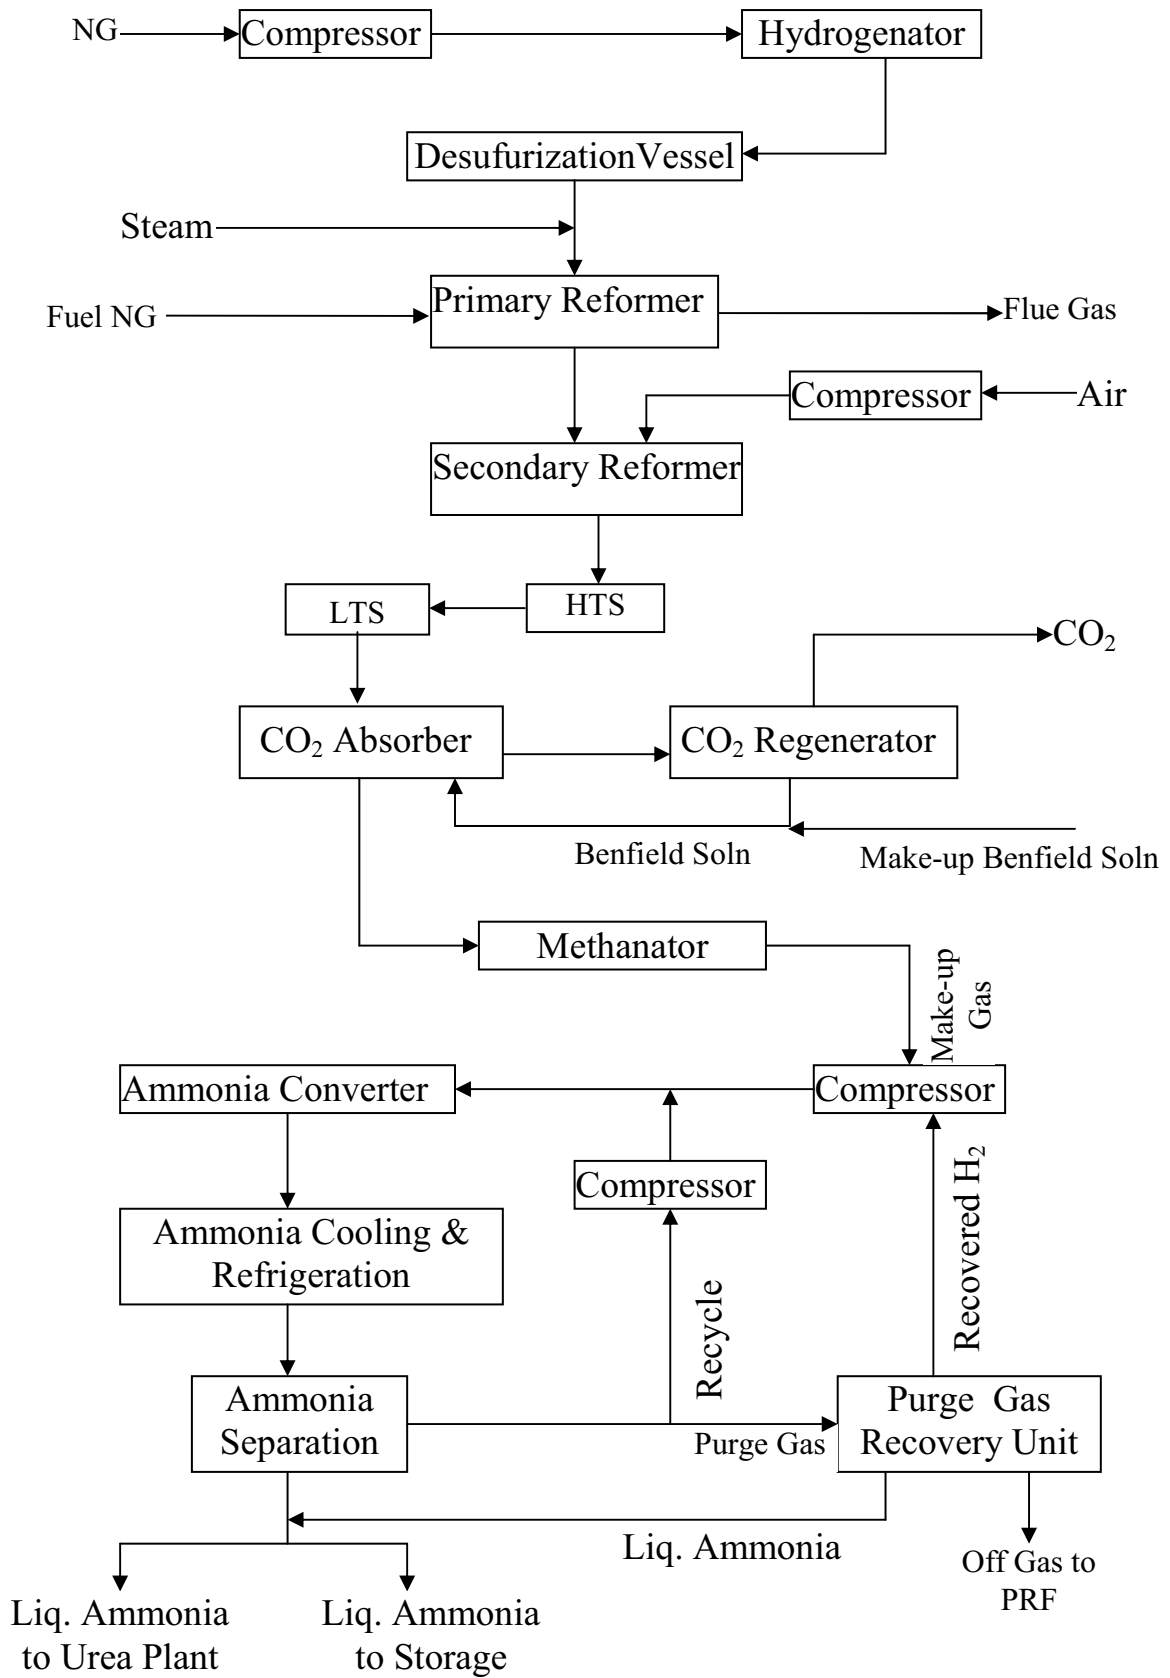 NG
Compressor
Hydrogenator
DesufurizationVessel
Steam
Primary Reformer
Fuel NG
Flue Gas
Compressor
Air
Secondary Reformer
LTS
HTS
CO₂
CO₂ Absorber
CO₂ Regenerator
Benfield Soln
Make-up Benfield Soln
Methanator
Make-up
Gas
Ammonia Converter
Compressor
Compressor
Recovered H₂
Ammonia Cooling &
Refrigeration
Recycle
Ammonia
Separation
Purge Gas
Purge Gas
Recovery Unit
Liq. Ammonia
Off Gas to
PRF
Liq. Ammonia
to Urea Plant
Liq. Ammonia
to Storage